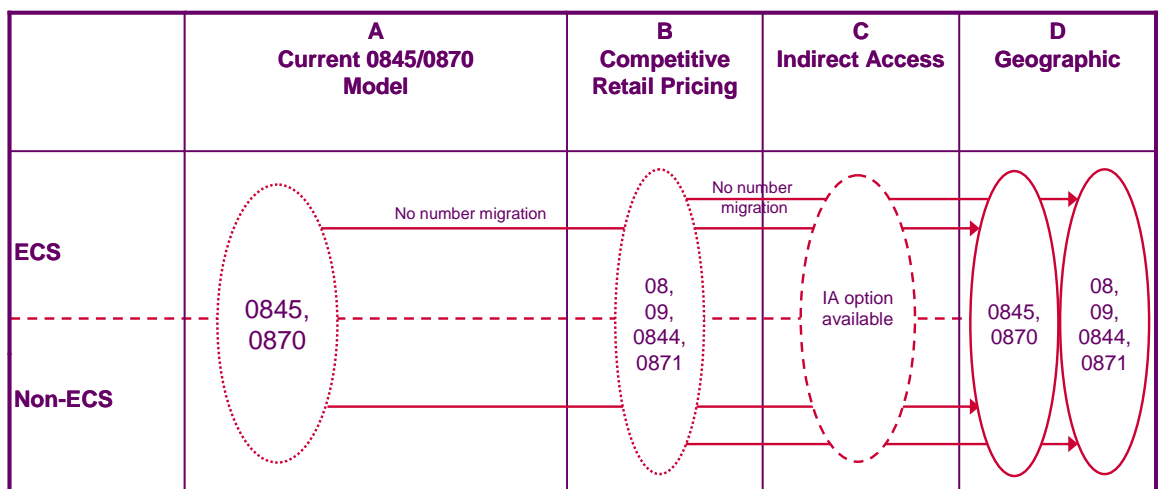 A
Current 0845/0870
Model
B
Competitive
Retail Pricing
C
Indirect Access
D
Geographic
ECS
No number migration
No number
migration
0845,
0870
08,
09,
0844,
0871
IA option
available
0845,
0870
08,
09,
0844,
0871
Non-ECS